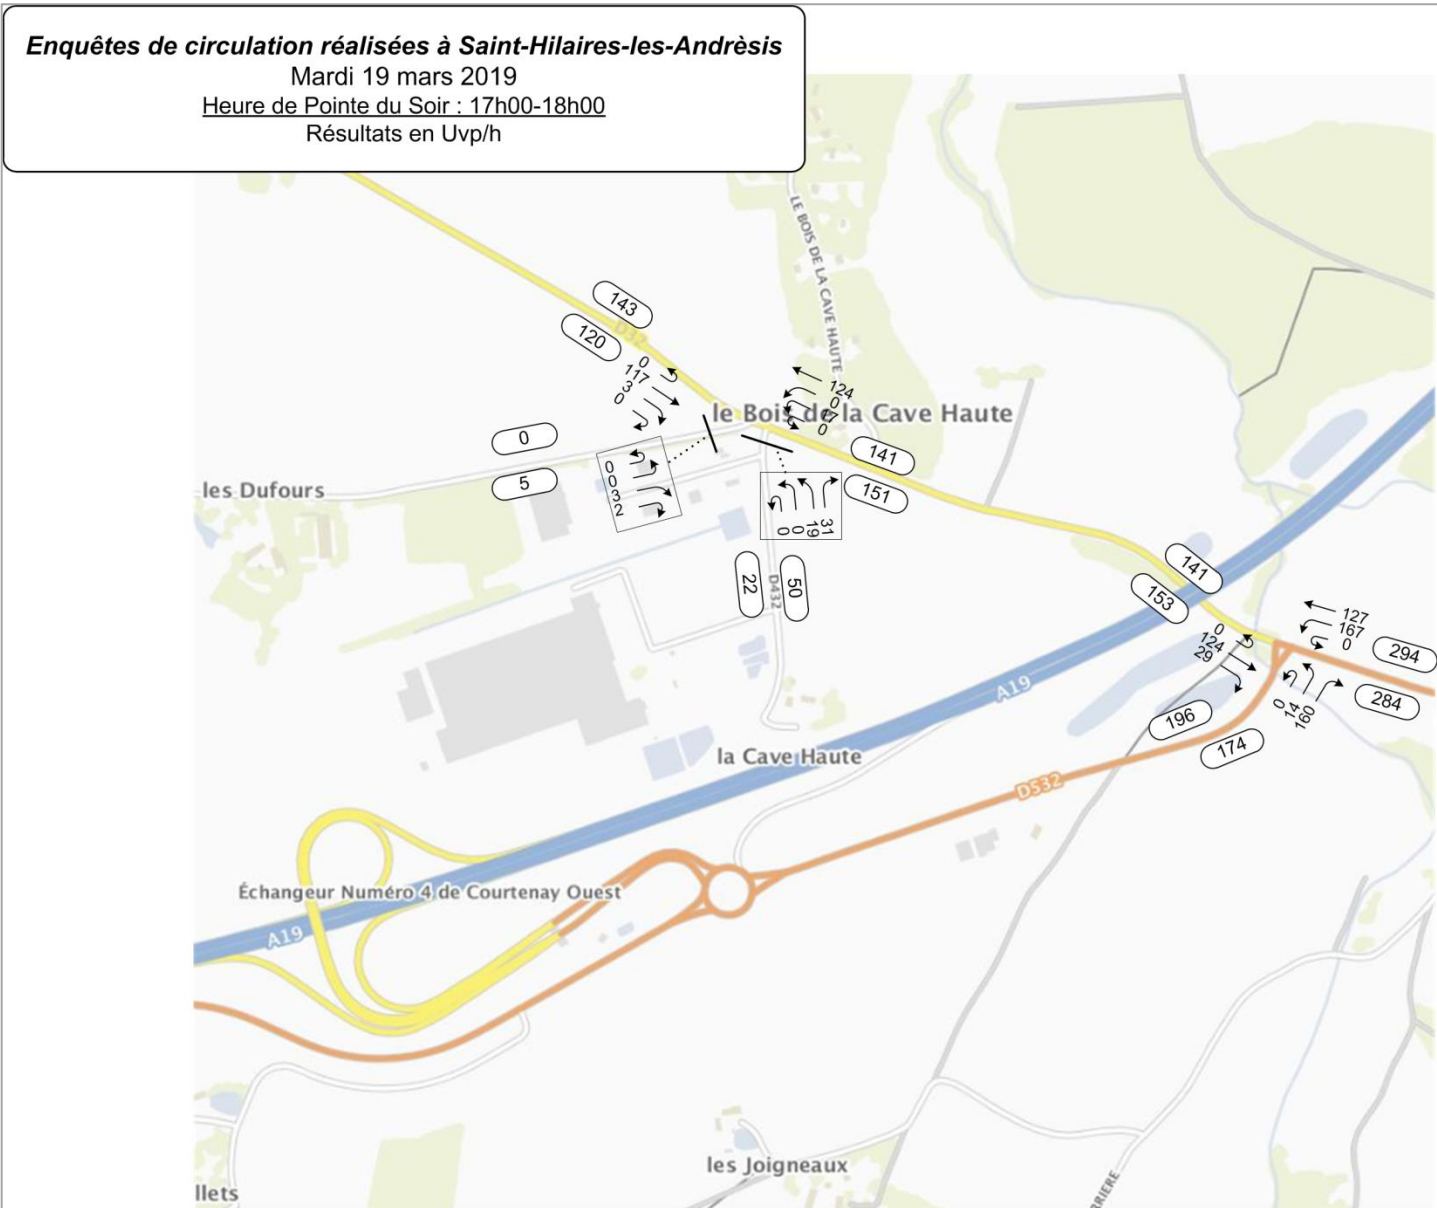 Enquêtes de circulation réalisées à Saint-Hilaires-les-Andrèsis
Mardi 19 mars 2019
Heure de Pointe du Soir : 17h00-18h00
Résultats en Uvp/h
LE BOIS DE LA CAVE HAUTE
143
D32
120
0
117
3
0
124
0
17
0
le Bois de la Cave Haute
0
5
les Dufours
0
0
3
2
0
0
19
31
141
151
22
D432
50
141
153
0
124
29
127
167
0
294
284
0
14
160
196
174
A19
la Cave Haute
D532
Échangeur Numéro 4 de Courtenay Ouest
A19
les Joigneaux
llets
RRIERE